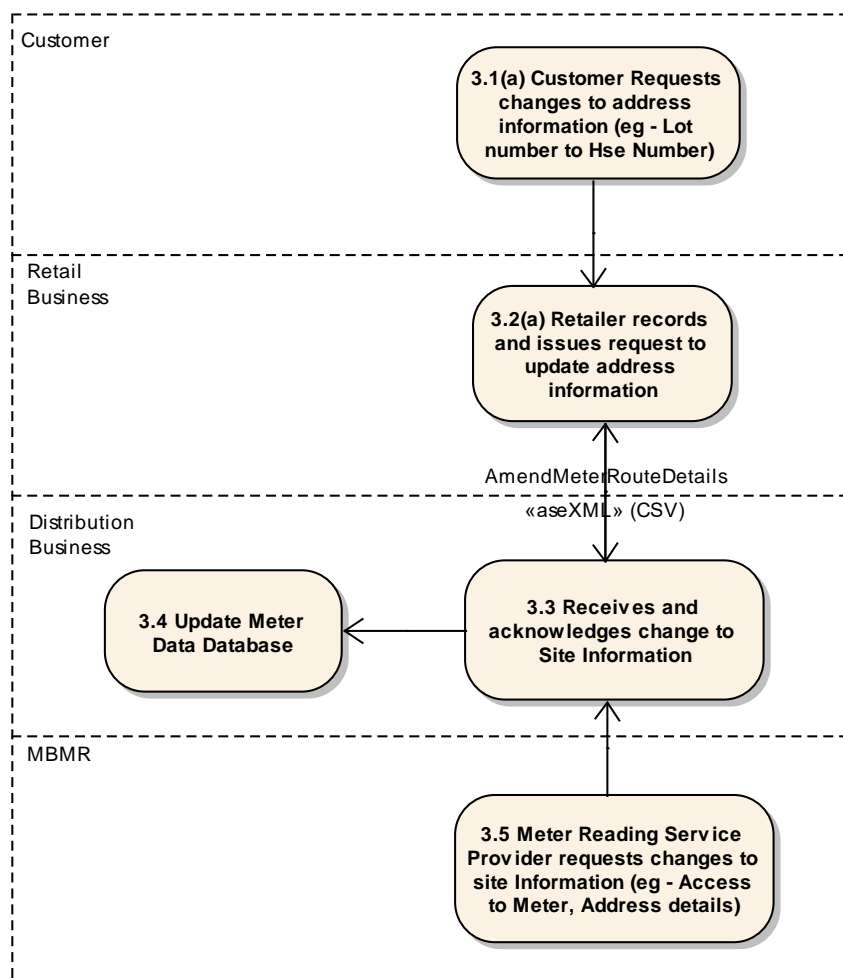 Customer
3.1(a) Customer Requests
changes to address
information (eg - Lot
number to Hse Number)
Retail
Business
3.2(a) Retailer records
and issues request to
update address
information
AmendMeterRouteDetails
«aseXML» (CSV)
Distribution
Business
3.4 Update Meter
Data Database
3.3 Receives and
acknowledges change to
Site Information
MBMR
3.5 Meter Reading Service
Provider requests changes to
site Information (eg - Access
to Meter, Address details)